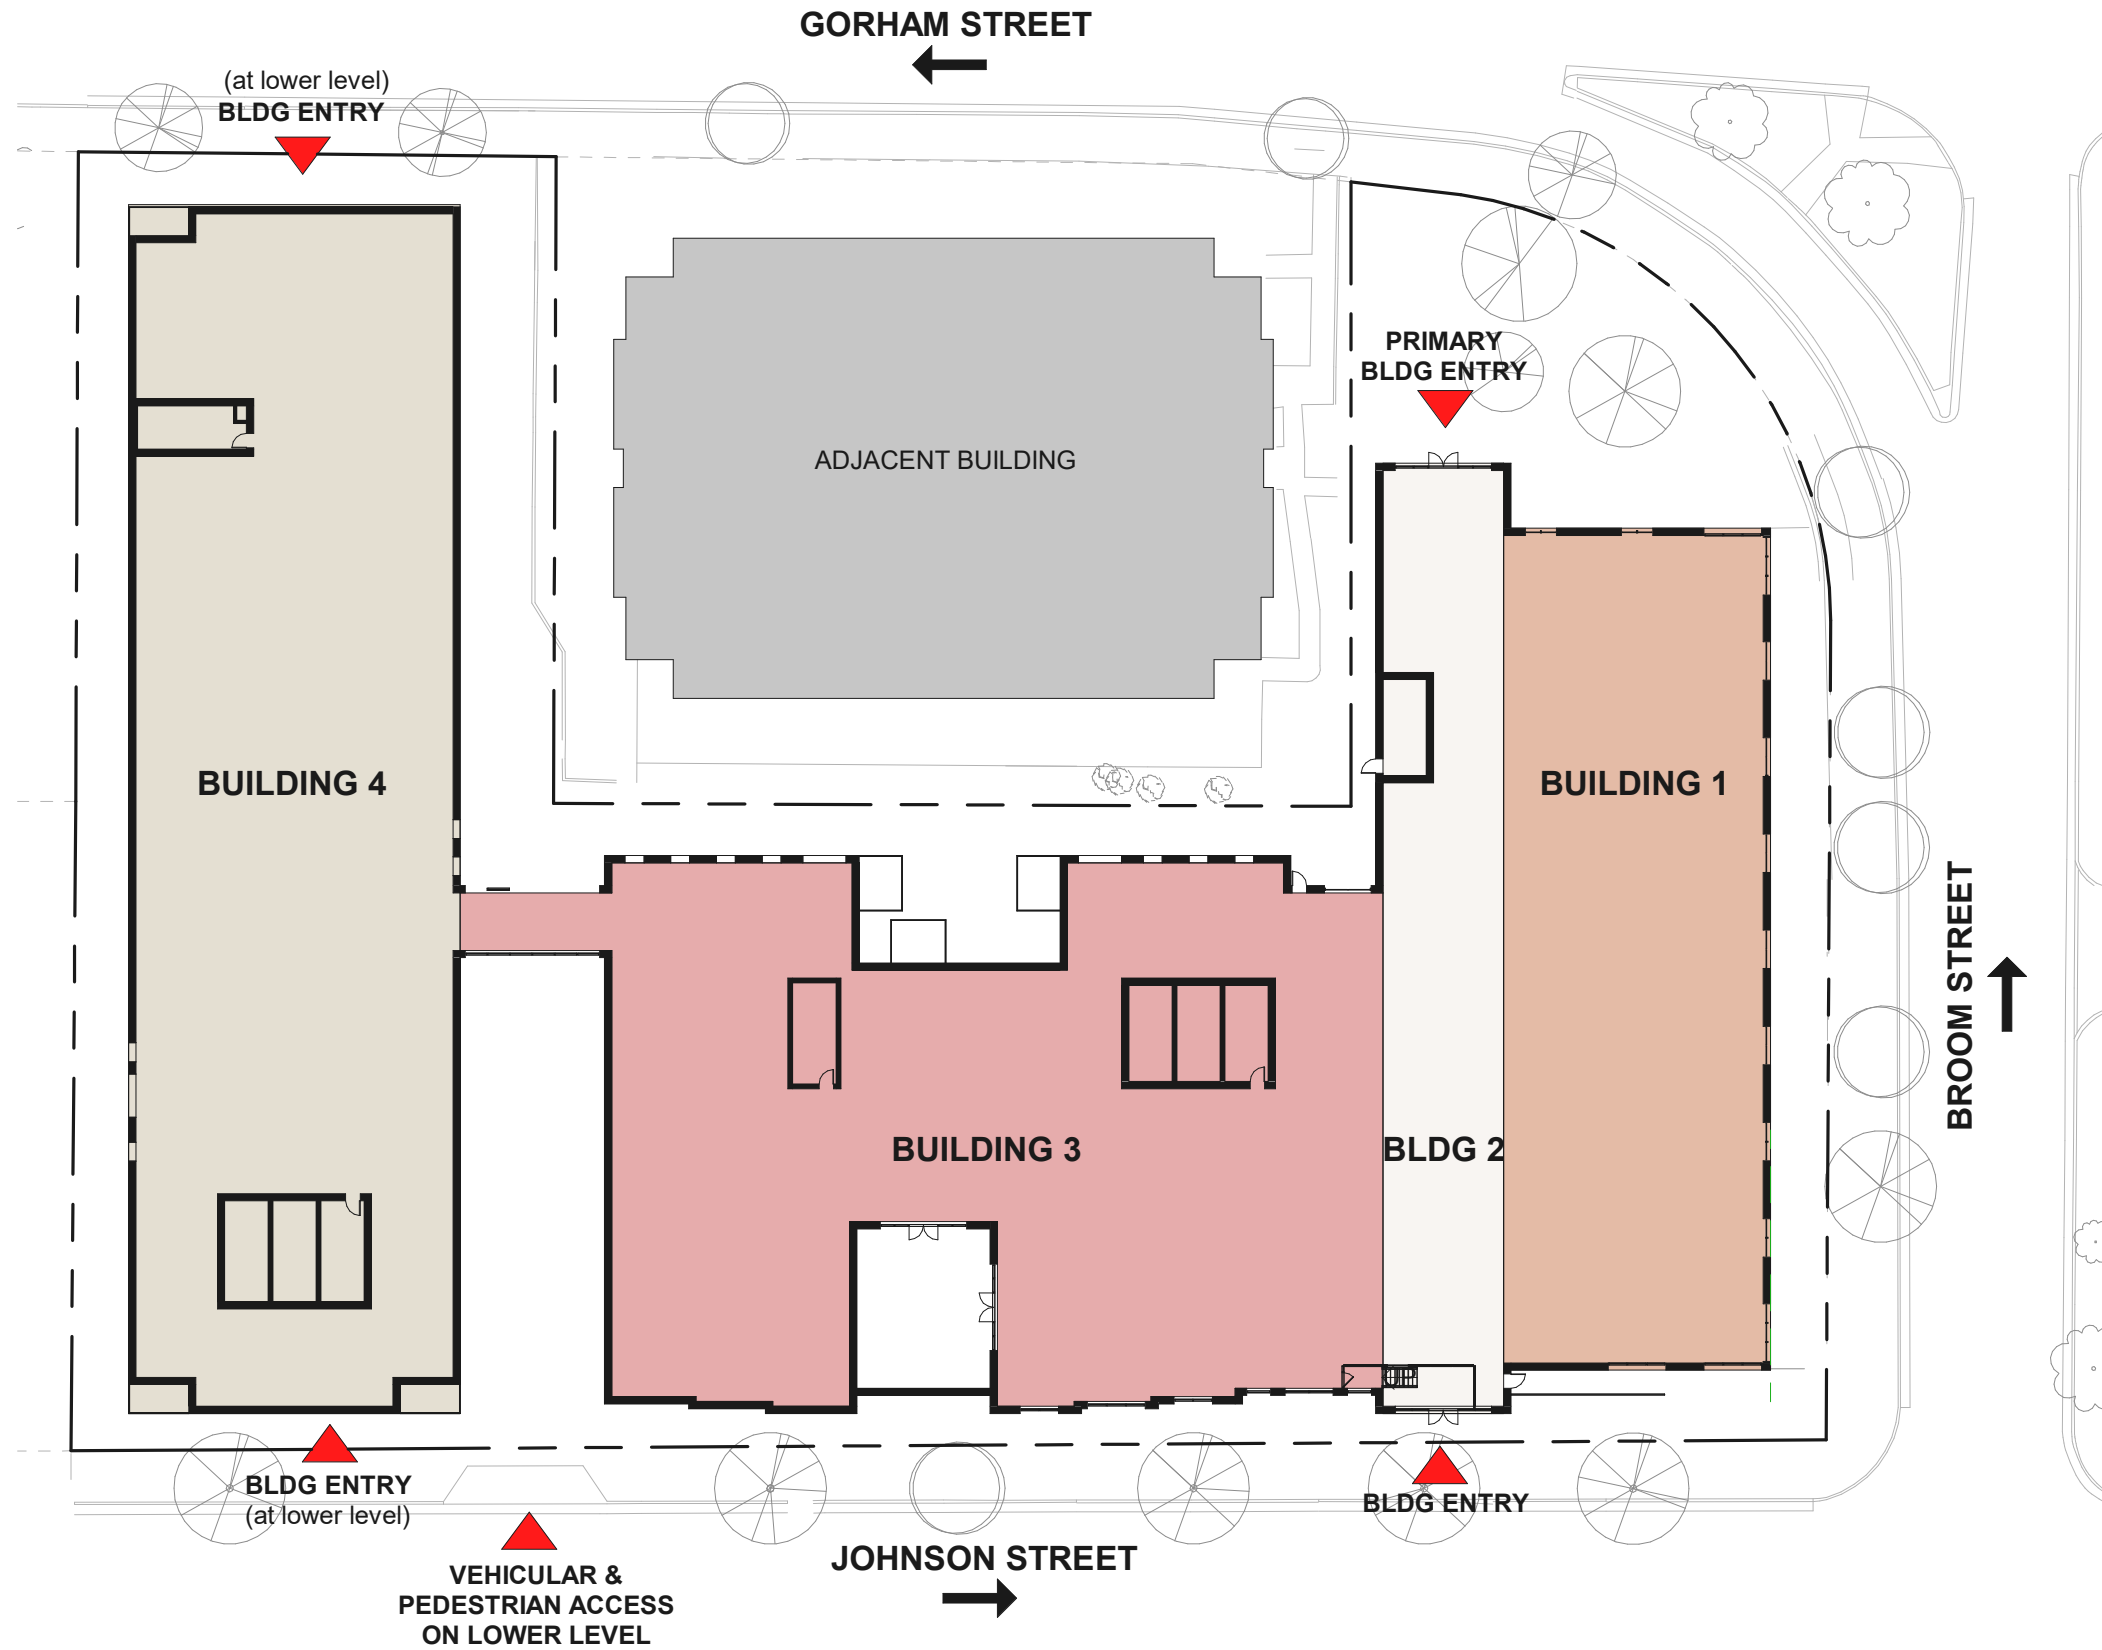 GORHAM STREET
(at lower level)
BLDG ENTRY
PRIMARY
BLDG ENTRY
ADJACENT BUILDING
BUILDING 4
BUILDING 1
BROOM STREET
BUILDING 3
BLDG 2
BLDG ENTRY
(at lower level)
BLDG ENTRY
JOHNSON STREET
VEHICULAR &
PEDESTRIAN ACCESS
ON LOWER LEVEL